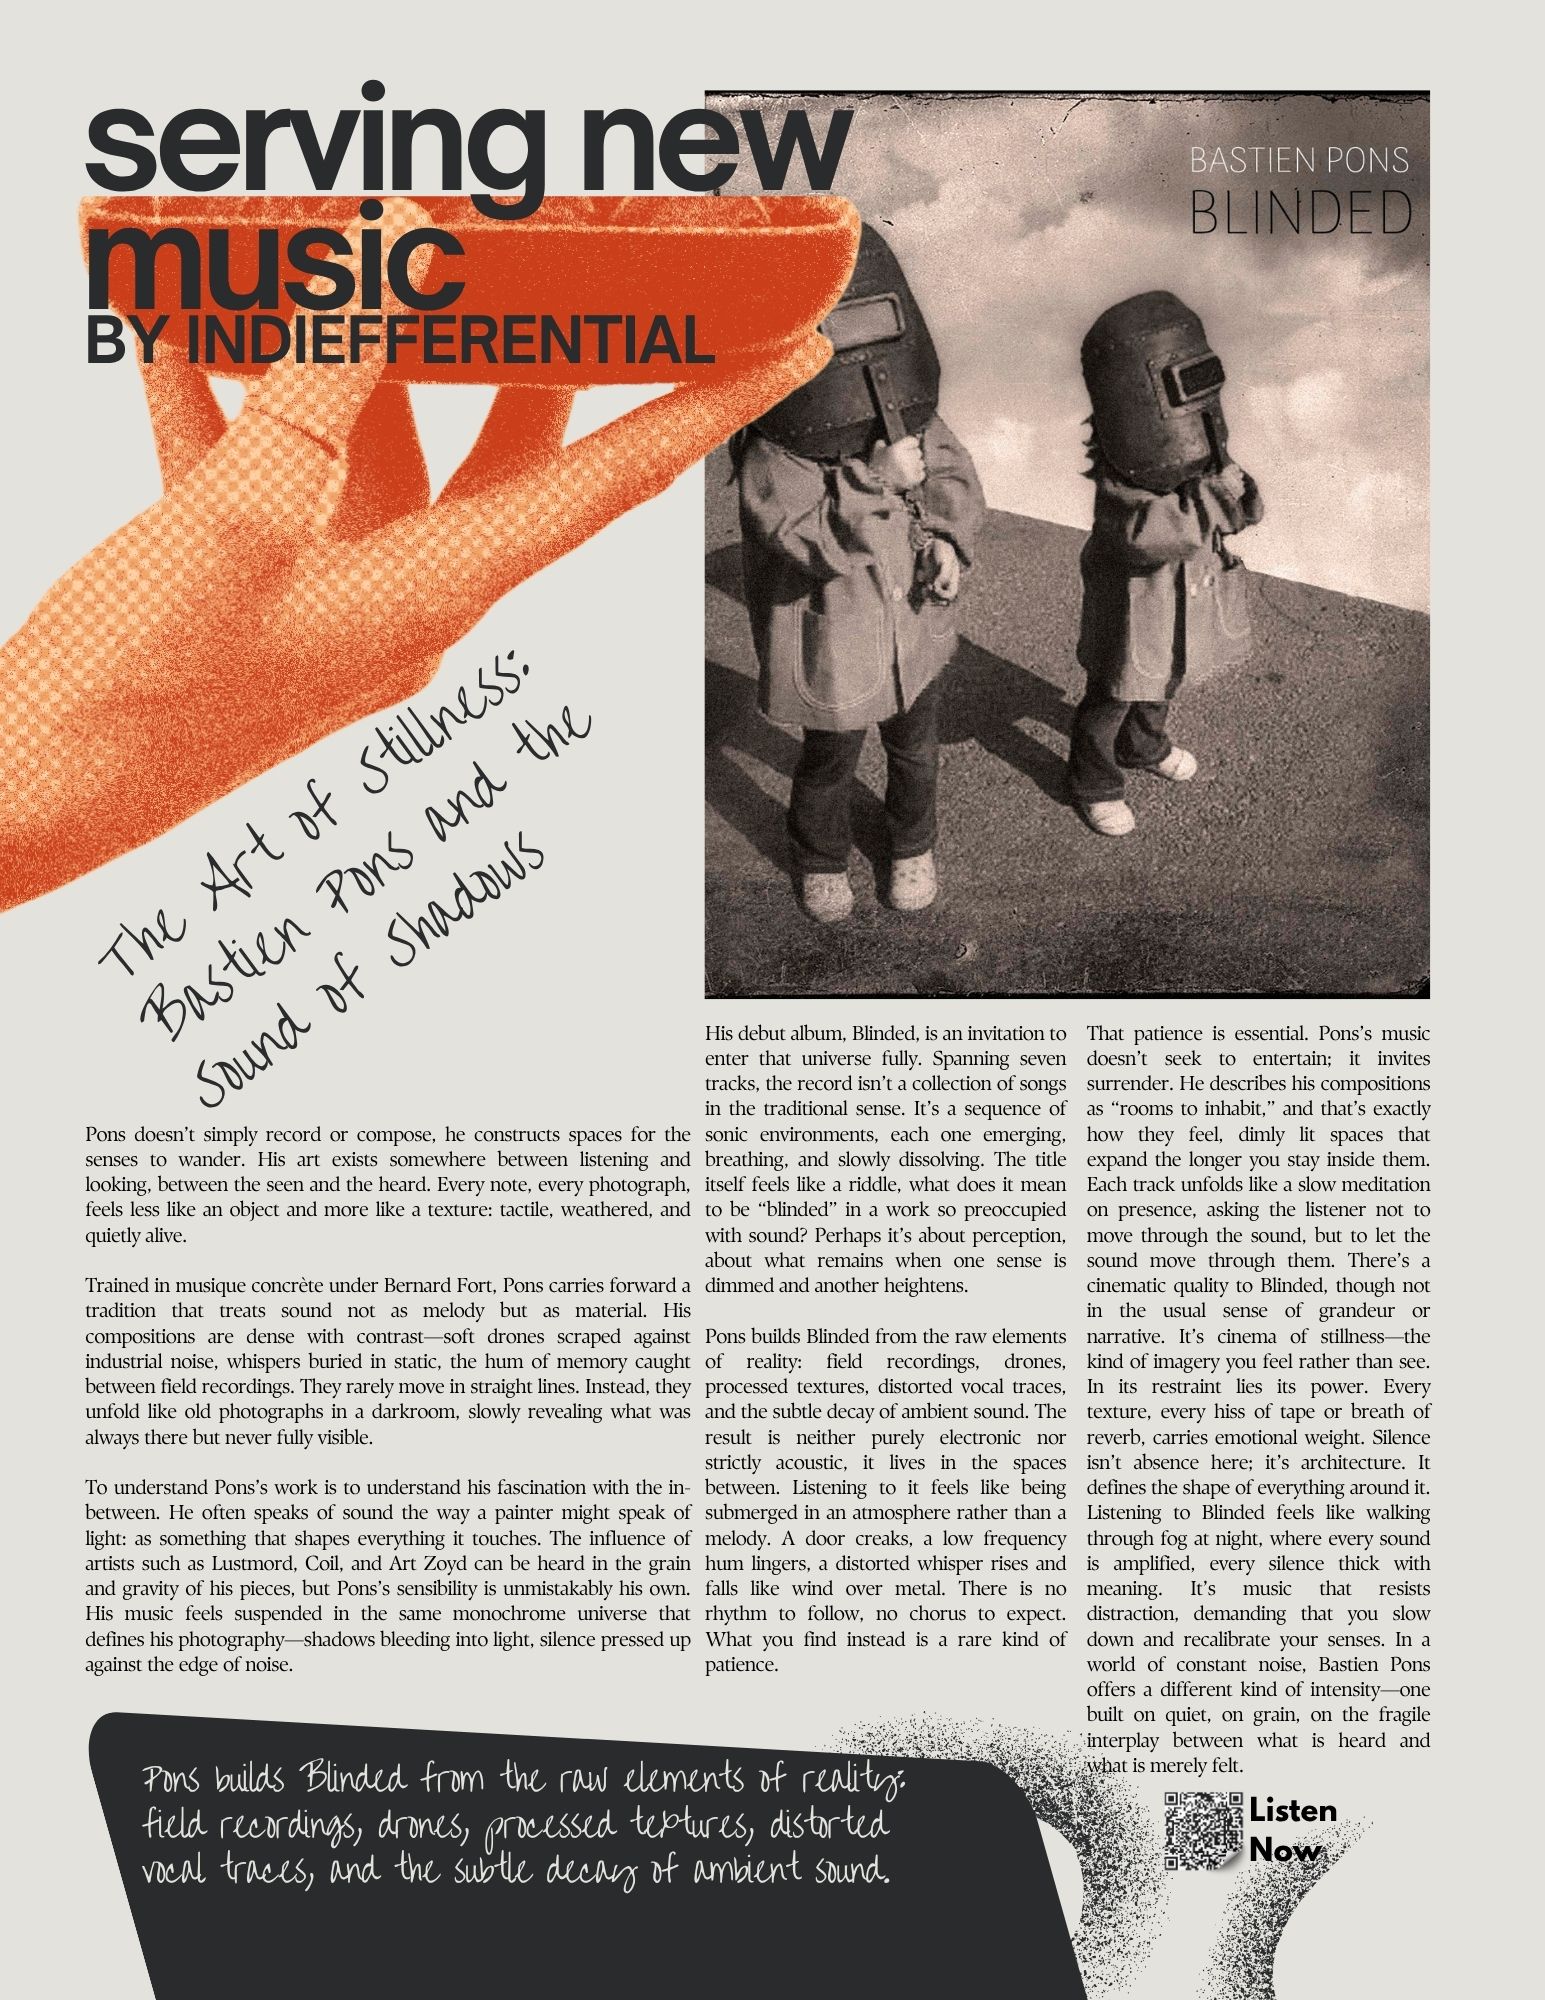 serving new
music
BY INDIEFFERENTIAL
BASTIEN PONS
BLINDED
The Art of Stillness:
Bastien Pons and the
Sound of Shadows
Pons doesn’t simply record or compose, he constructs spaces for the
senses to wander. His art exists somewhere between listening and
looking, between the seen and the heard. Every note, every photograph,
feels less like an object and more like a texture: tactile, weathered, and
quietly alive.
Trained in musique concrète under Bernard Fort, Pons carries forward a
tradition that treats sound not as melody but as material. His
compositions are dense with contrast—soft drones scraped against
industrial noise, whispers buried in static, the hum of memory caught
between field recordings. They rarely move in straight lines. Instead, they
unfold like old photographs in a darkroom, slowly revealing what was
always there but never fully visible.
To understand Pons’s work is to understand his fascination with the in-
between. He often speaks of sound the way a painter might speak of
light: as something that shapes everything it touches. The influence of
artists such as Lustmord, Coil, and Art Zoyd can be heard in the grain
and gravity of his pieces, but Pons’s sensibility is unmistakably his own.
His music feels suspended in the same monochrome universe that
defines his photography—shadows bleeding into light, silence pressed up
against the edge of noise.
His debut album, Blinded, is an invitation to
enter that universe fully. Spanning seven
tracks, the record isn’t a collection of songs
in the traditional sense. It’s a sequence of
sonic environments, each one emerging,
breathing, and slowly dissolving. The title
itself feels like a riddle, what does it mean
to be “blinded” in a work so preoccupied
with sound? Perhaps it’s about perception,
about what remains when one sense is
dimmed and another heightens.
Pons builds Blinded from the raw elements
of reality: field recordings, drones,
processed textures, distorted vocal traces,
and the subtle decay of ambient sound. The
result is neither purely electronic nor
strictly acoustic, it lives in the spaces
between. Listening to it feels like being
submerged in an atmosphere rather than a
melody. A door creaks, a low frequency
hum lingers, a distorted whisper rises and
falls like wind over metal. There is no
rhythm to follow, no chorus to expect.
What you find instead is a rare kind of
patience.
That patience is essential. Pons’s music
doesn’t seek to entertain; it invites
surrender. He describes his compositions
as “rooms to inhabit,” and that’s exactly
how they feel, dimly lit spaces that
expand the longer you stay inside them.
Each track unfolds like a slow meditation
on presence, asking the listener not to
move through the sound, but to let the
sound move through them. There’s a
cinematic quality to Blinded, though not
in the usual sense of grandeur or
narrative. It’s cinema of stillness—the
kind of imagery you feel rather than see.
In its restraint lies its power. Every
texture, every hiss of tape or breath of
reverb, carries emotional weight. Silence
isn’t absence here; it’s architecture. It
defines the shape of everything around it.
Listening to Blinded feels like walking
through fog at night, where every sound
is amplified, every silence thick with
meaning. It’s music that resists
distraction, demanding that you slow
down and recalibrate your senses. In a
world of constant noise, Bastien Pons
offers a different kind of intensity—one
built on quiet, on grain, on the fragile
interplay between what is heard and
what is merely felt.
Pons builds Blinded from the raw elements of reality:
field recordings, drones, processed textures, distorted
vocal traces, and the subtle decay of ambient sound.
Listen
Now